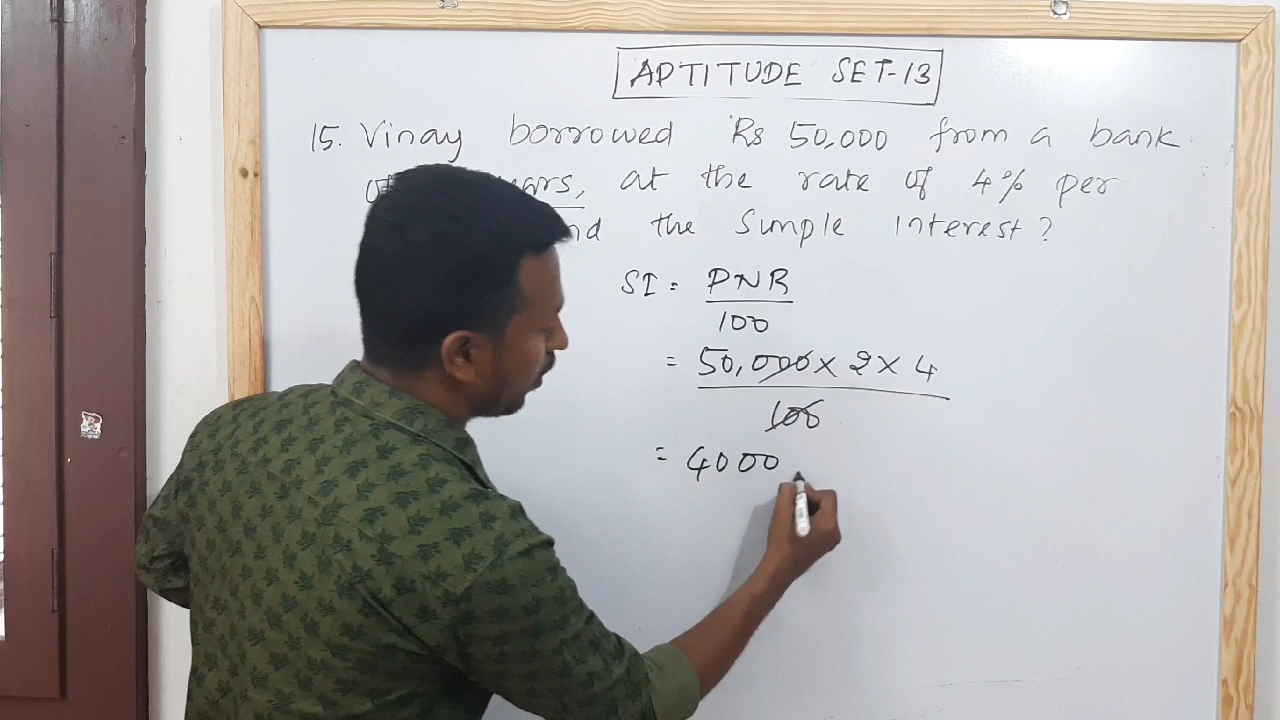 APTITUDE SET-13
15. Vinay borrowed Rs 50,000 from a bank
at the rate of 4% per
the Simple Interest?
SI = PNR
100
= 50,000 x 2 x 4
100
= 4000